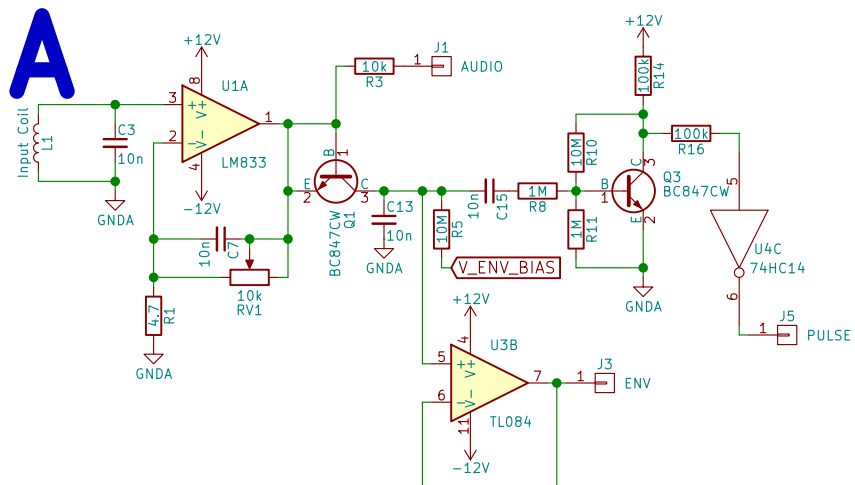 A
+12V
8
U1A
3
V+
+
1
2
-
V-
4
LM833
-12V
Input Coil
L1
C3
10n
GNDA
10k
R3
1
J1
AUDIO
B
1
E
2
C
3
BC847CW
Q1
10n
C7
10k
RV1
4.7
R1
GNDA
C13
10n
GNDA
10M
R5
V_ENV_BIAS
10n
C15
1M
R8
+12V
100k
R14
10M
R10
1M
R11
B
1
C
3
E
2
Q3
BC847CW
GNDA
100k
R16
5
U4C
74HC14
6
1
J5
PULSE
+12V
4
U3B
5
V+
+
6
-
V-
7
11
TL084
-12V
1
J3
ENV